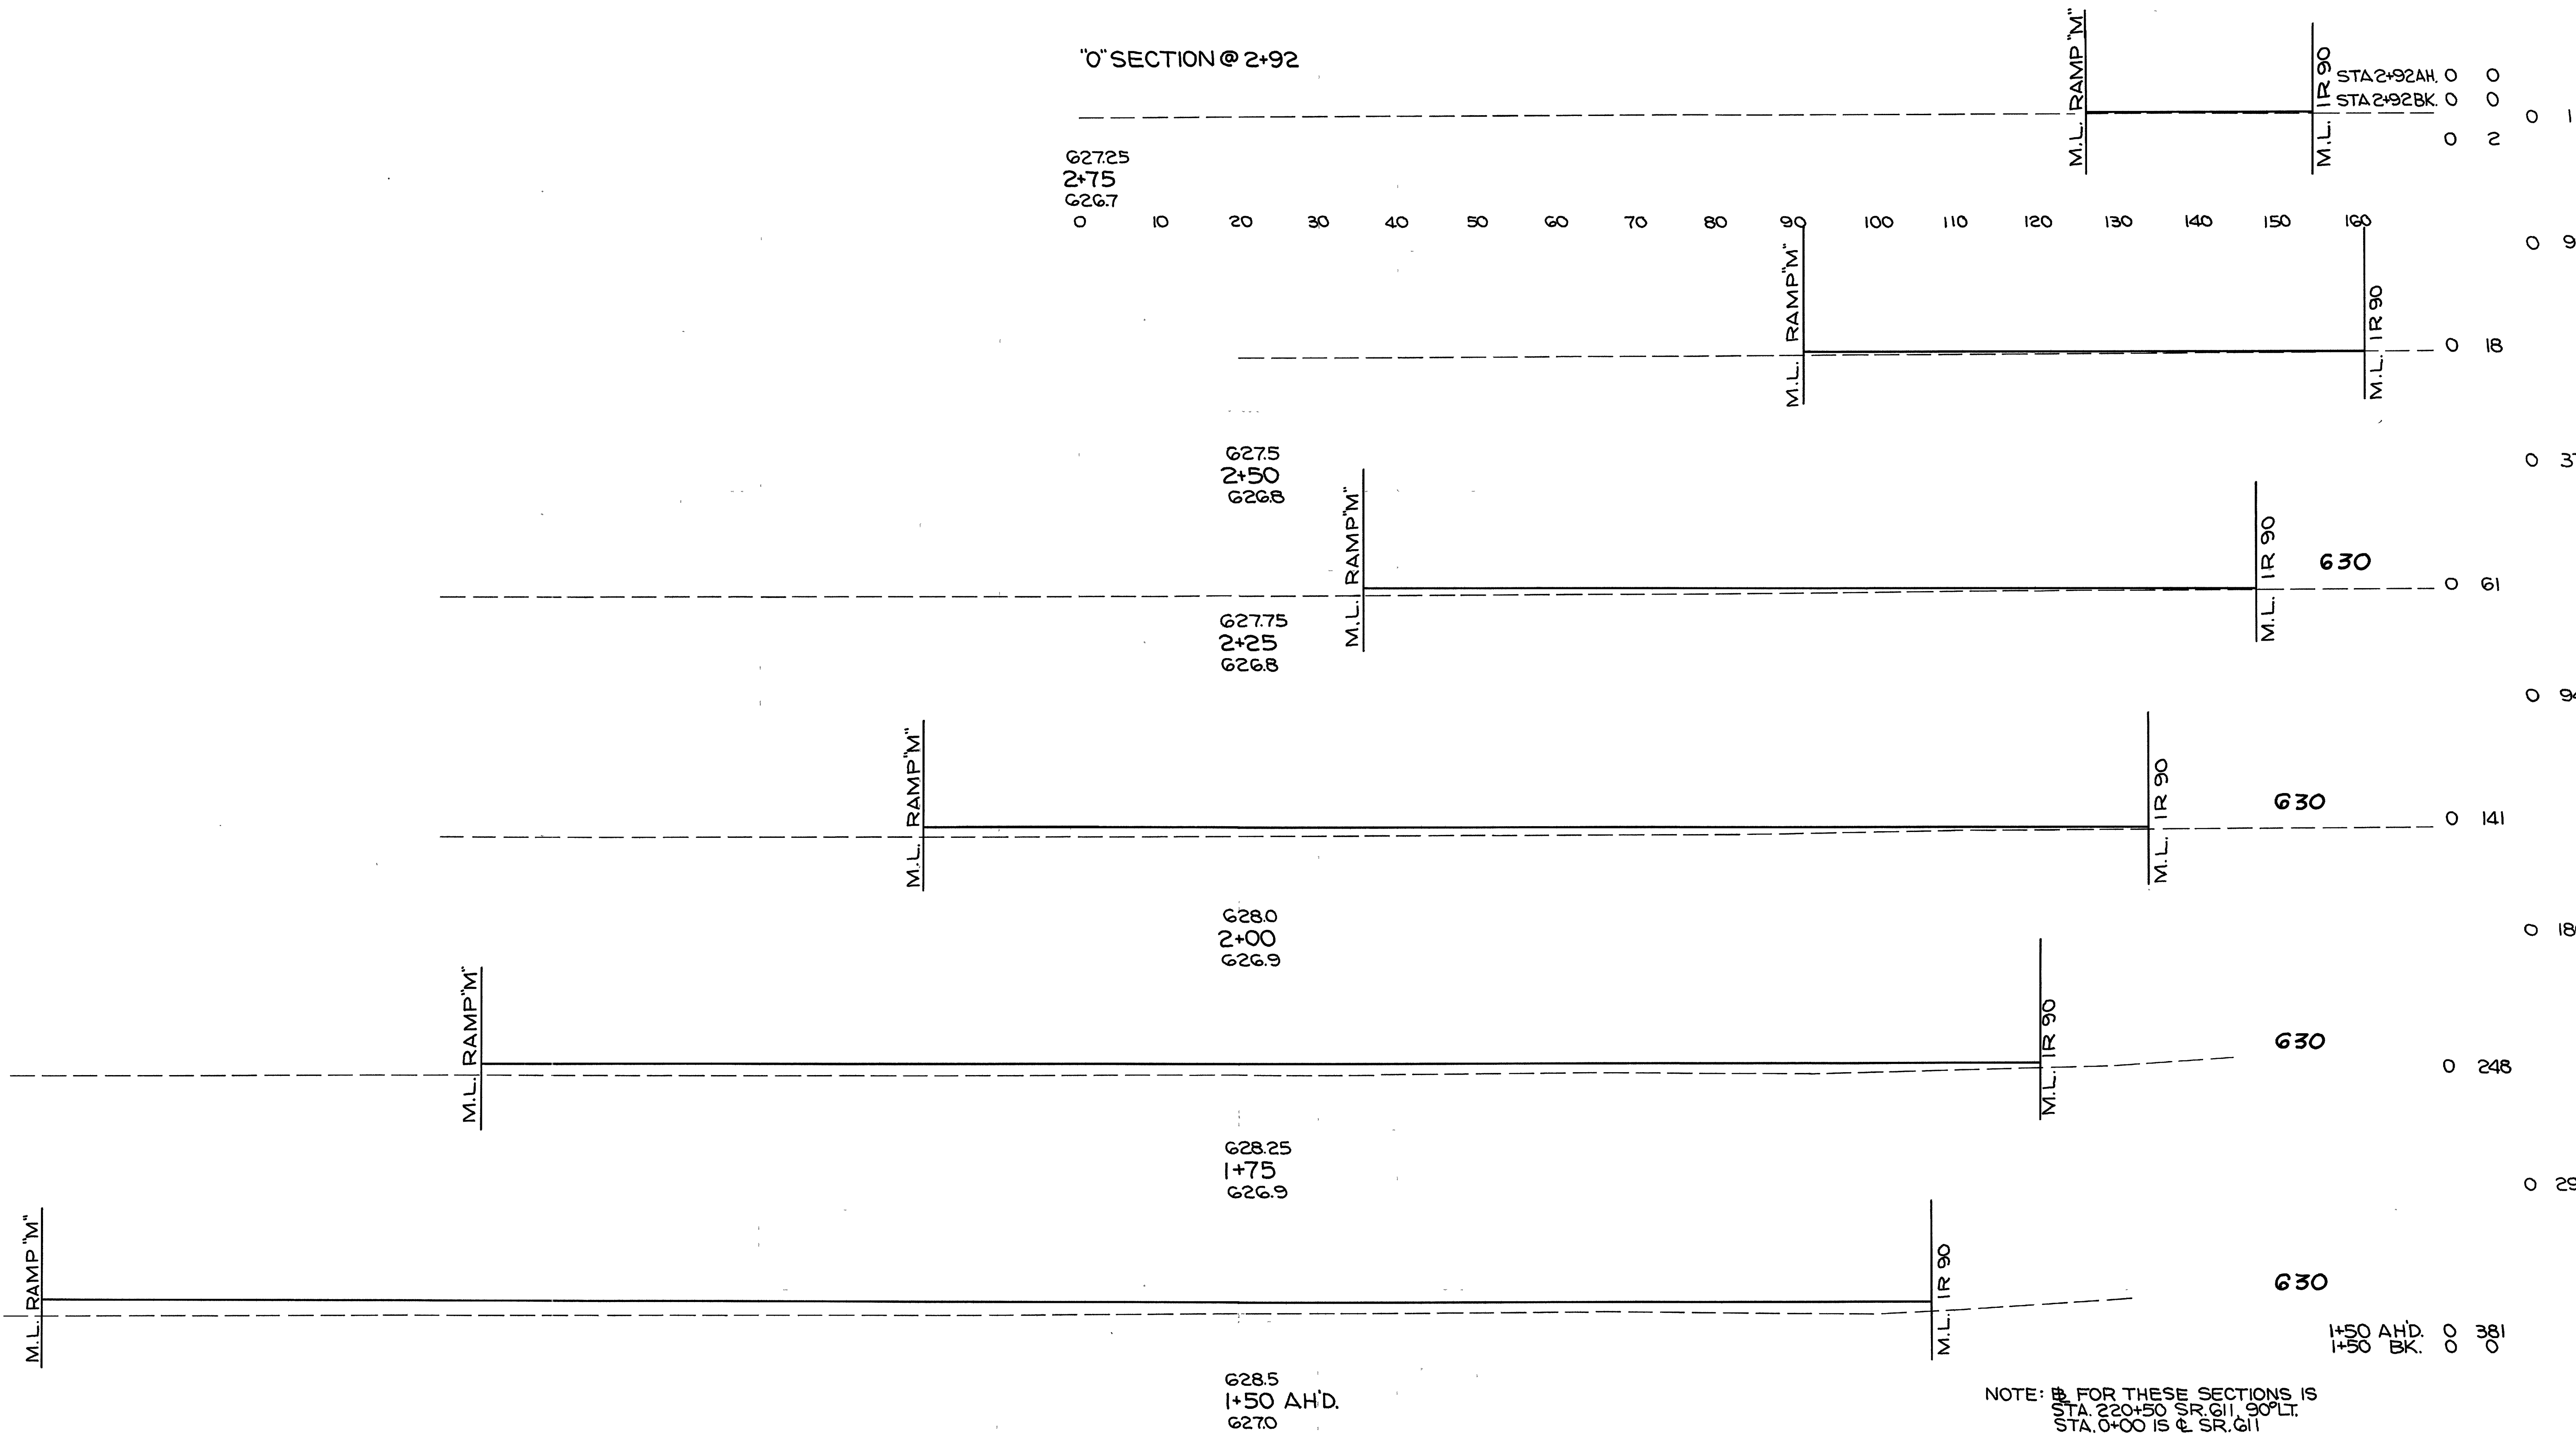 "O" SECTION @ 2+92
M.L. RAMP "M"
M.L. IR 90
STA 2+92 AH. 0 0
STA 2+92 BK. 0 0
0 1
0 2
627.25
2+75
626.7
0 10 20 30 40 50 60 70 80 90 100 110 120 130 140 150 160
0 9
M.L. RAMP "M"
M.L. IR 90
0 18
627.5
2+50
626.8
0
M.L. RAMP "M"
M.L. IR 90
630
0 61
627.75
2+25
626.8
0
M.L. RAMP "M"
M.L. IR 90
630
0 141
628.0
2+00
626.9
0
M.L. RAMP "M"
M.L. IR 90
630
0 248
628.25
1+75
626.9
0
M.L. RAMP "M"
M.L. IR 90
630
1+50 AH'D. 0 381
1+50 BK. 0 0
628.5
1+50 AH'D.
627.0
NOTE: FOR THESE SECTIONS IS
STA. 220+50 SR. 611, 90° LT.
STA. 0+00 IS ℄ SR. 611